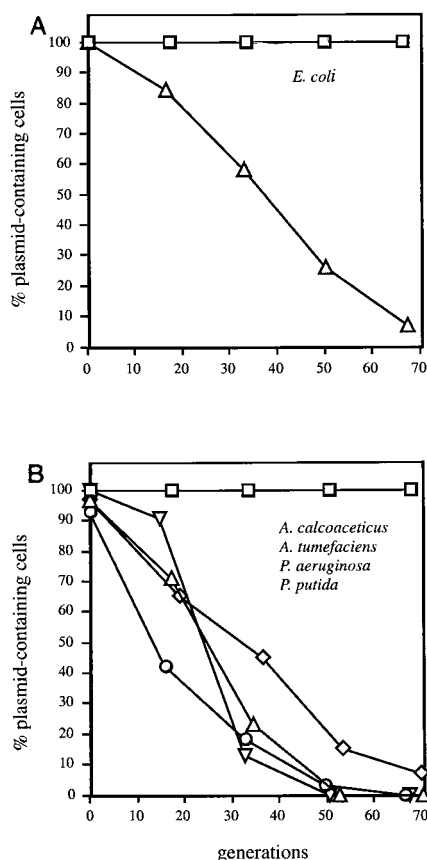 A
% plasmid-containing cells
100
90
80
70
60
50
40
30
20
10
0
E. coli
0 10 20 30 40 50 60 70
B
% plasmid-containing cells
100
90
80
70
60
50
40
30
20
10
0
A. calcoaceticus
A. tumefaciens
P. aeruginosa
P. putida
0 10 20 30 40 50 60 70
generations